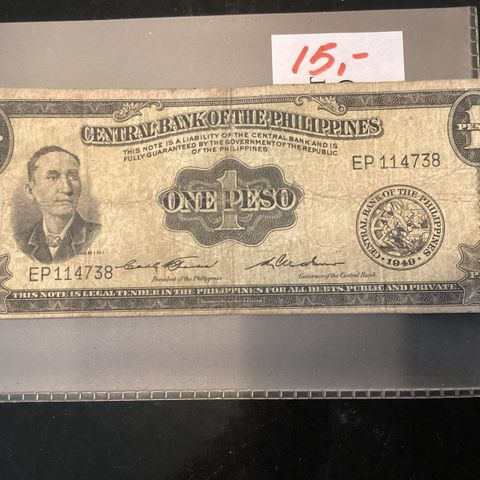 15,-
CENTRAL BANK OF THE PHILIPPINES
THIS NOTE IS A LIABILITY OF THE CENTRAL BANK AND IS
FULLY GUARANTEED BY THE GOVERNMENT OF THE REPUBLIC
OF THE PHILIPPINES.
EP 114738
ONE PESO
1
MABINI
EP 114738
President of the Philippines
Governor of the Central Bank
CENTRAL BANK OF THE PHILIPPINES
1949
THIS NOTE IS LEGAL TENDER IN THE PHILIPPINES FOR ALL DEBTS PUBLIC AND PRIVATE